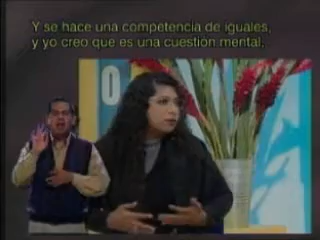 Y se hace una competencia de iguales,
y yo creo que es una cuestión mental,